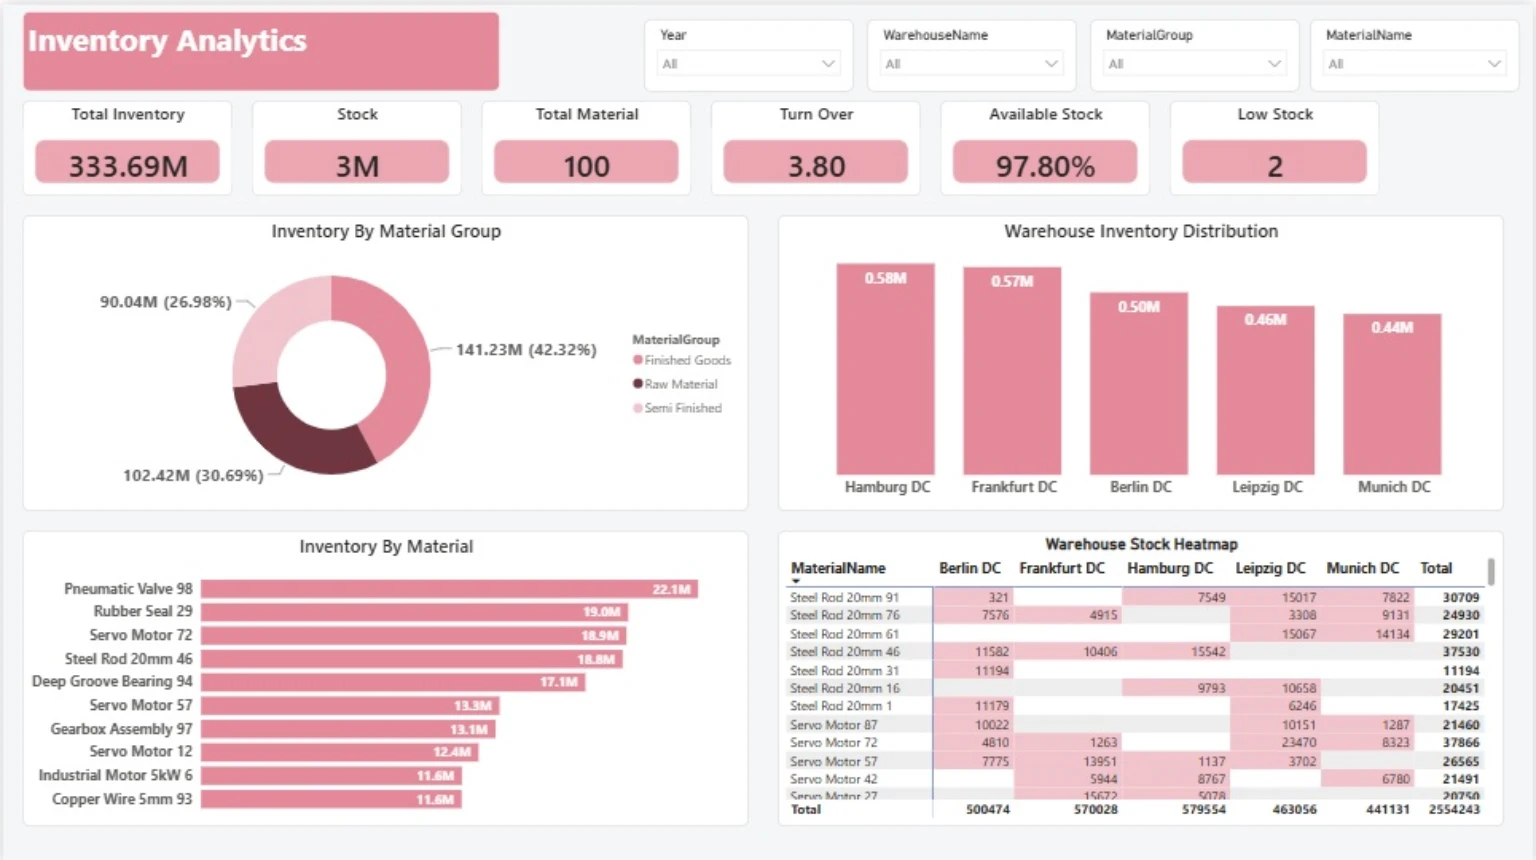 Inventory Analytics
Year
All
WarehouseName
All
MaterialGroup
All
MaterialName
All
Total Inventory
333.69M
Stock
3M
Total Material
100
Turn Over
3.80
Available Stock
97.80%
Low Stock
2
Inventory By Material Group
90.04M (26.98%)
141.23M (42.32%)
102.42M (30.69%)
MaterialGroup
Finished Goods
Raw Material
Semi Finished
Warehouse Inventory Distribution
0.58M
0.57M
0.50M
0.46M
0.44M
Hamburg DC
Frankfurt DC
Berlin DC
Leipzig DC
Munich DC
Inventory By Material
Pneumatic Valve 98 22.1M
Rubber Seal 29 19.0M
Servo Motor 72 18.9M
Steel Rod 20mm 46 18.8M
Deep Groove Bearing 94 17.1M
Servo Motor 57 13.3M
Gearbox Assembly 97 13.1M
Servo Motor 12 12.4M
Industrial Motor 5kW 6 11.6M
Copper Wire 5mm 93 11.6M
Warehouse Stock Heatmap
MaterialName Berlin DC Frankfurt DC Hamburg DC Leipzig DC Munich DC Total
Steel Rod 20mm 91 321 7549 15017 7822 30709
Steel Rod 20mm 76 7576 4915 3308 9131 24930
Steel Rod 20mm 61 15067 14134 29201
Steel Rod 20mm 46 11582 10406 15542 37530
Steel Rod 20mm 31 11194 11194
Steel Rod 20mm 16 9793 10658 20451
Steel Rod 20mm 1 11179 6246 17425
Servo Motor 87 10022 10151 1287 21460
Servo Motor 72 4810 1263 23470 8323 37866
Servo Motor 57 7775 13951 1137 3702 26565
Servo Motor 42 5944 8767 6780 21491
Servo Motor 27 15672 5078 20750
Total 500474 570028 579554 463056 441131 2554243